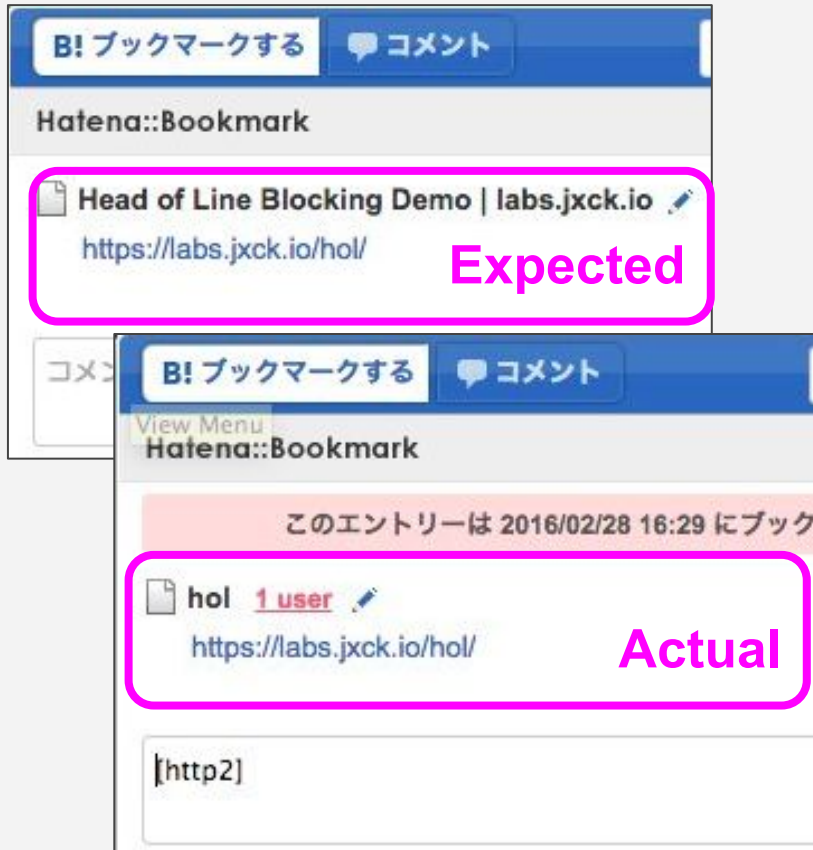 B! ブックマークする コメント
Hatena::Bookmark
Head of Line Blocking Demo | labs.jxck.io
https://labs.jxck.io/hol/
Expected
B! ブックマークする コメント
View Menu
Hatena::Bookmark
このエントリーは 2016/02/28 16:29 にブック
hol 1 user
https://labs.jxck.io/hol/
Actual
[http2]